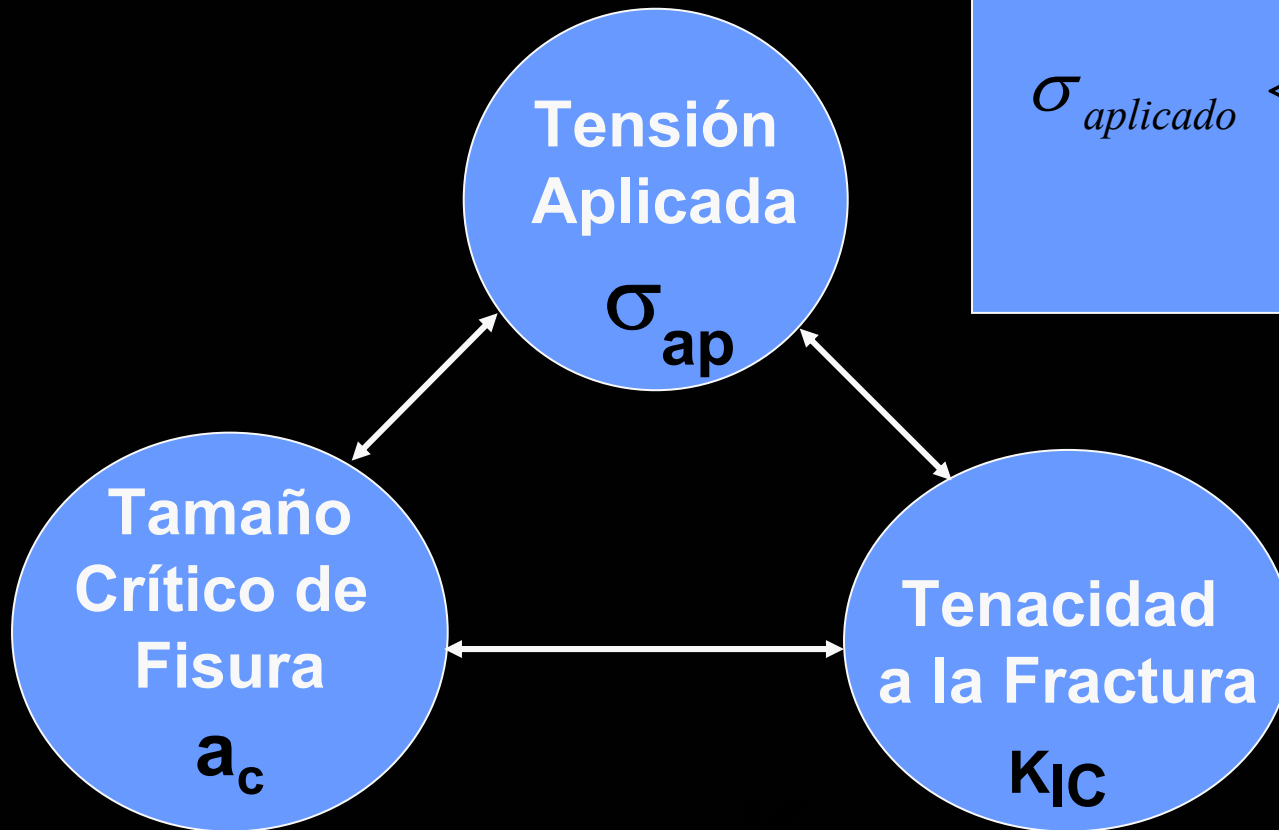 Tensión
Aplicada
σap
σaplicado <
Tamaño
Crítico de
Fisura
ac
Tenacidad
a la Fractura
KIC